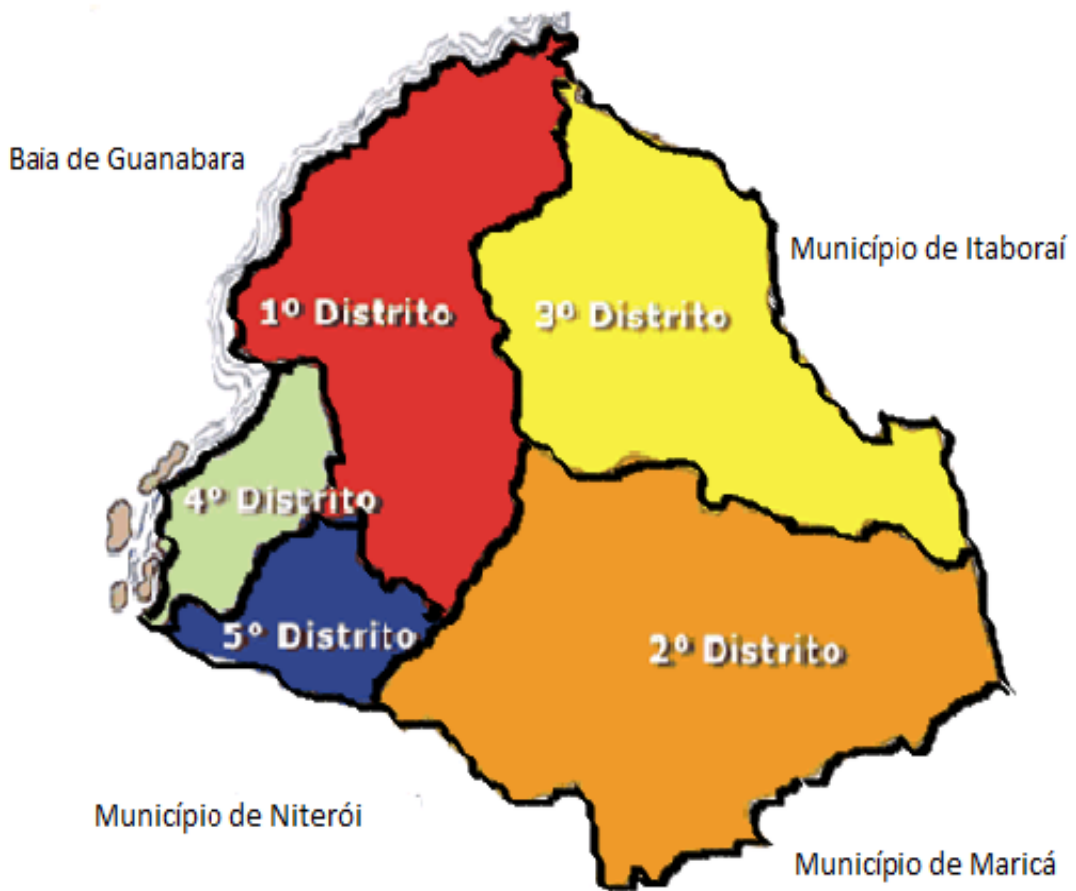 Baia de Guanabara
Município de Itaboraí
1º Distrito
3º Distrito
4º Distrito
5º Distrito
2º Distrito
Município de Niterói
Município de Maricá